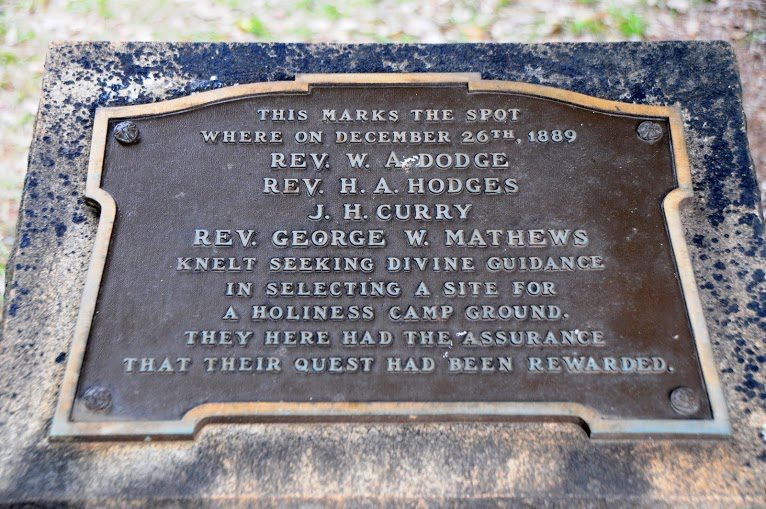 THIS MARKS THE SPOT
WHERE ON DECEMBER 26TH, 1889
REV. W. A. DODGE
REV. H. A. HODGES
J. H. CURRY
REV. GEORGE W. MATHEWS
KNELT SEEKING DIVINE GUIDANCE
IN SELECTING A SITE FOR
A HOLINESS CAMP GROUND.
THEY HERE HAD THE ASSURANCE
THAT THEIR QUEST HAD BEEN REWARDED.